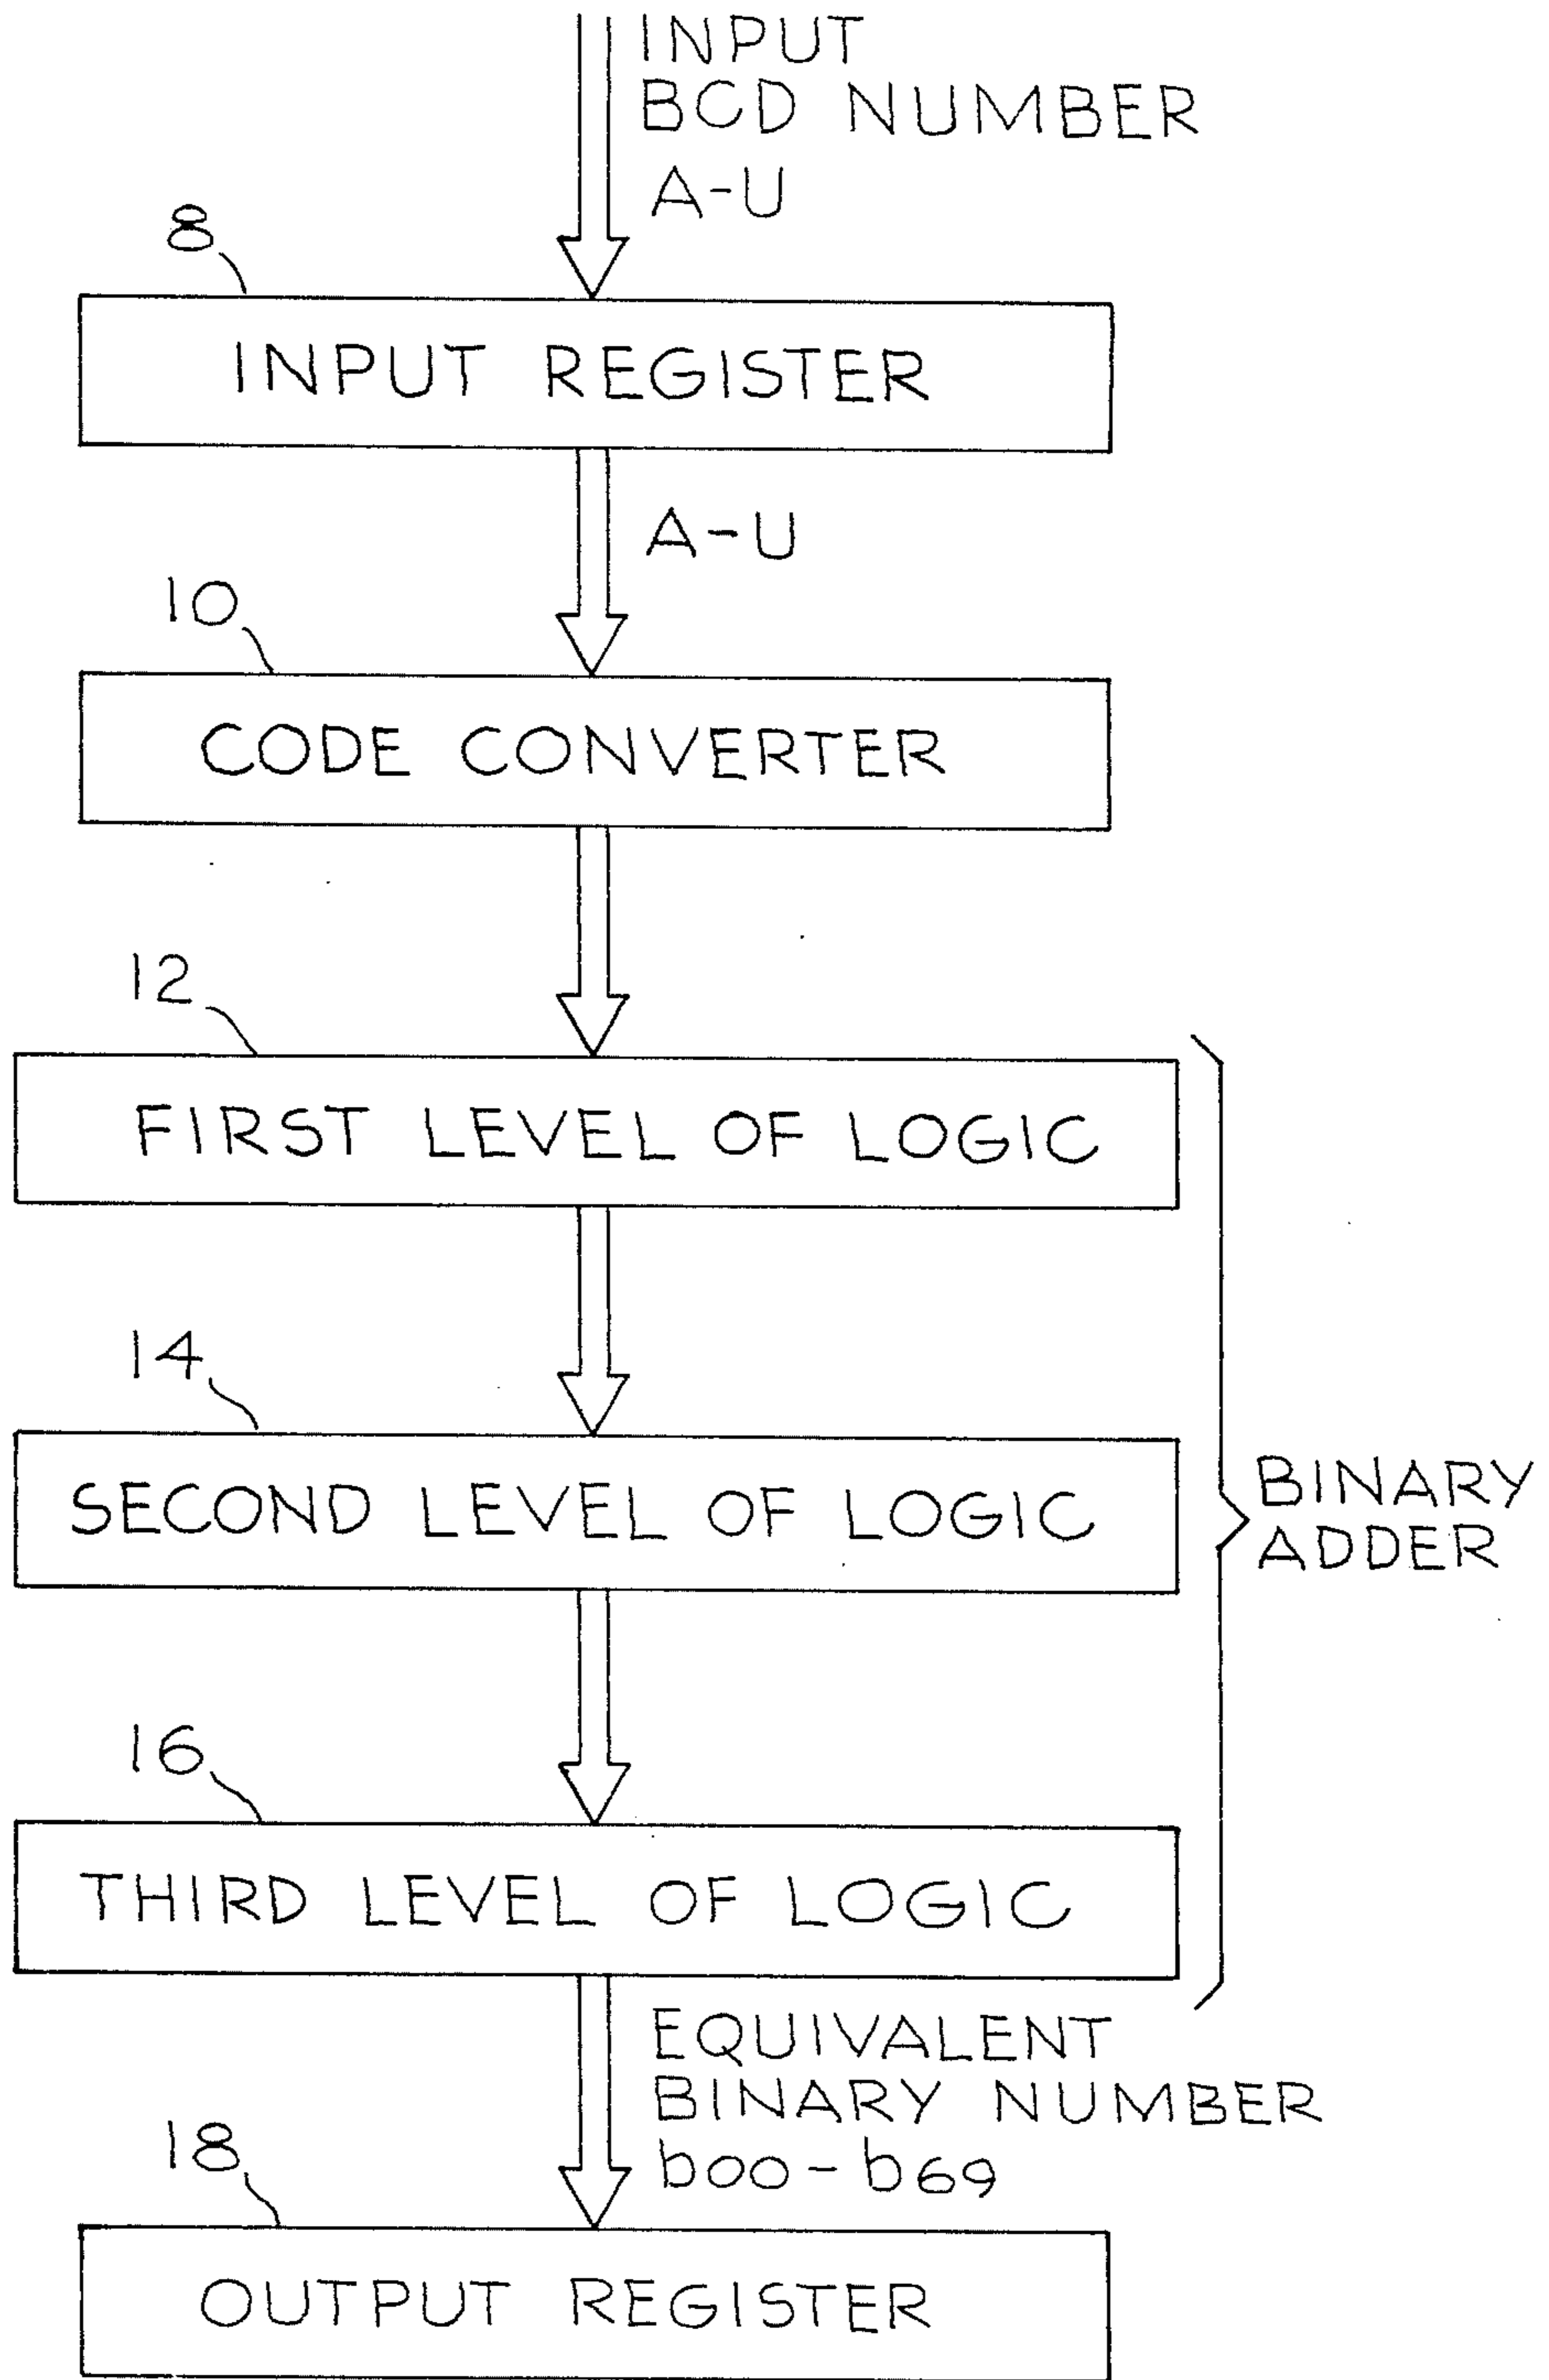 INPUT
BCD NUMBER
A-U
8
INPUT REGISTER
A-U
10
CODE CONVERTER
12
FIRST LEVEL OF LOGIC
14
SECOND LEVEL OF LOGIC
BINARY
ADDER
16
THIRD LEVEL OF LOGIC
EQUIVALENT
BINARY NUMBER
b00-b69
18
OUTPUT REGISTER